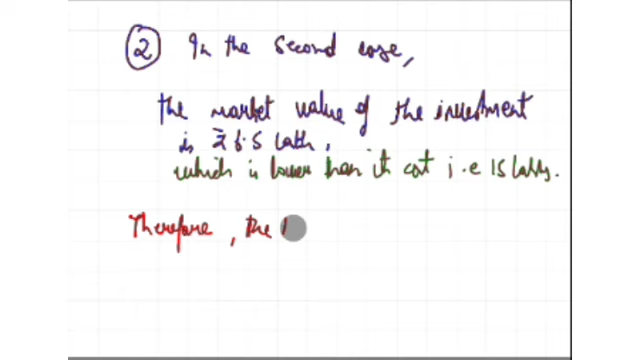 ② In the second case,
the market value of the investment
is ₹ 6.5 lakh,
which is lower than it cost i.e 15 lakhs.
Therefore, the